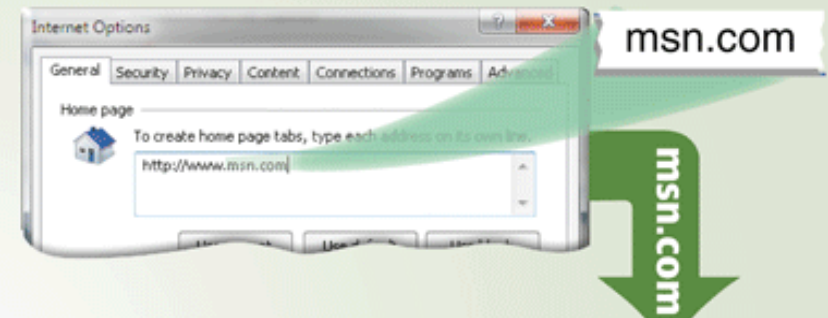 Internet Options
msn.com
General Security Privacy Content Connections Programs Advanced
Home page
To create home page tabs, type each address on its own line.
http://www.msn.com
msn.com